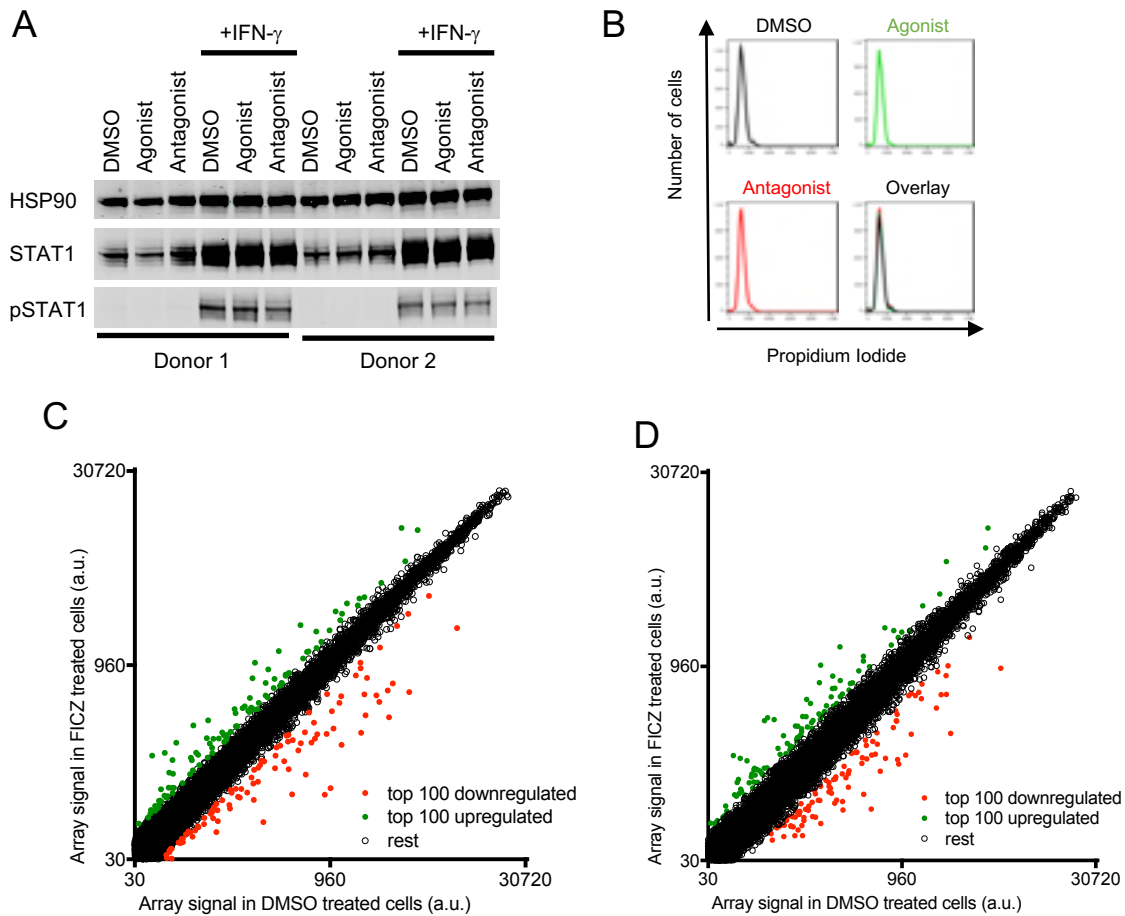 A
+IFN-γ
+IFN-γ
DMSO
Agonist
Antagonist
DMSO
Agonist
Antagonist
DMSO
Agonist
Antagonist
DMSO
Agonist
Antagonist
HSP90
STAT1
pSTAT1
Donor 1
Donor 2
B
DMSO
Agonist
Antagonist
Overlay
Number of cells
Propidium Iodide
C
30720
960
30
Array signal in FICZ treated cells (a.u.)
top 100 downregulated
top 100 upregulated
rest
30
960
30720
Array signal in DMSO treated cells (a.u.)
D
30720
960
30
Array signal in FICZ treated cells (a.u.)
top 100 downregulated
top 100 upregulated
rest
30
960
30720
Array signal in DMSO treated cells (a.u.)